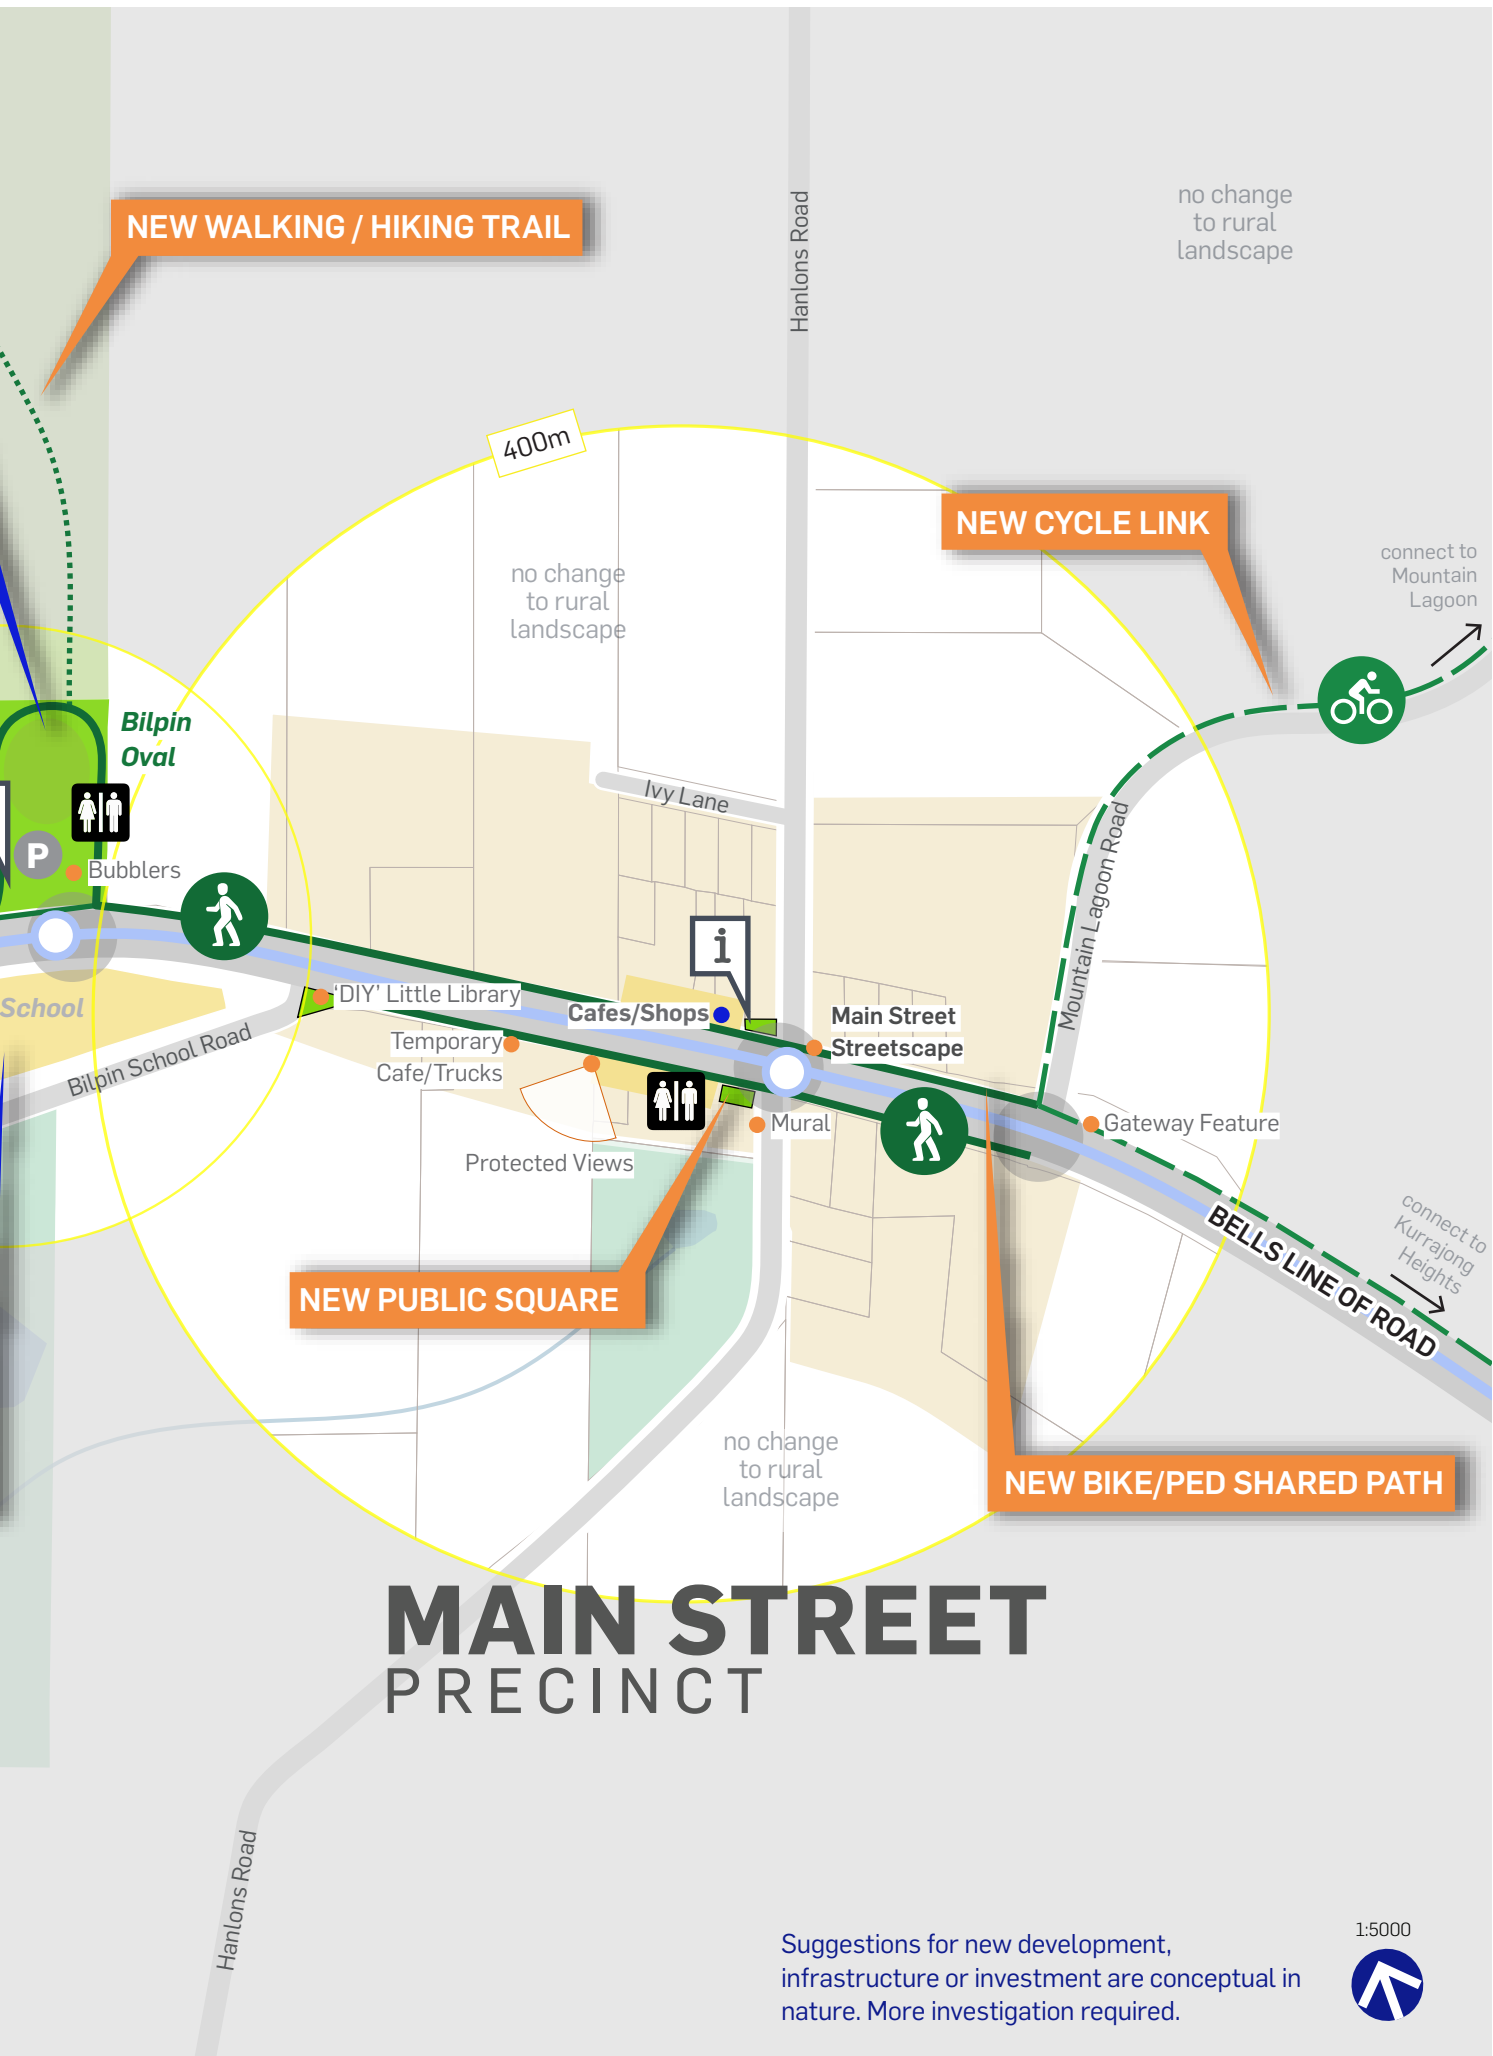 NEW WALKING / HIKING TRAIL
Hanlons Road
no change
to rural
landscape
400m
NEW CYCLE LINK
connect to
Mountain
Lagoon
no change
to rural
landscape
Bilpin
Oval
Ivy Lane
P
Bubblers
Mountain Lagoon Road
i
School
'DIY' Little Library
Cafes/Shops
Main Street
Streetscape
Temporary
Cafe/Trucks
Bilpin School Road
Mural
Gateway Feature
Protected Views
connect to
Kurrajong
Heights
BELLS LINE OF ROAD
NEW PUBLIC SQUARE
no change
to rural
landscape
NEW BIKE/PED SHARED PATH
MAIN STREET
PRECINCT
Hanlons Road
Suggestions for new development,
infrastructure or investment are conceptual in
nature. More investigation required.
1:5000